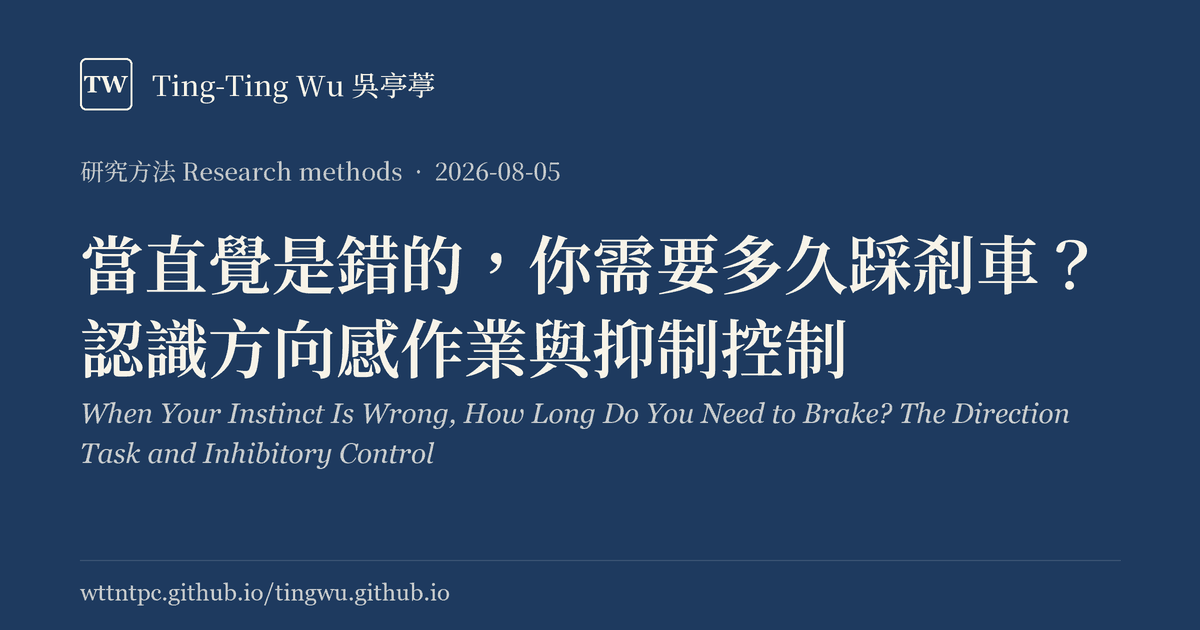 TW
Ting-Ting Wu 吳亭葶
研究方法 Research methods · 2026-08-05
當直覺是錯的，你需要多久踩剎車？
認識方向感作業與抑制控制
When Your Instinct Is Wrong, How Long Do You Need to Brake? The Direction
Task and Inhibitory Control
wttntpc.github.io/tingwu.github.io